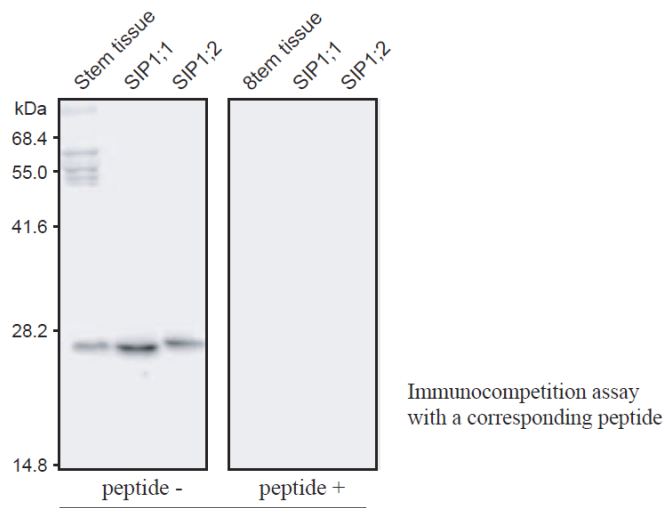 Stem tissue SIP1;1 SIP1;2 8tem tissue SIP1;1 SIP1;2
kDa
68.4
55.0
41.6
28.2
14.8
Immunocompetition assay
with a corresponding peptide
peptide - peptide +